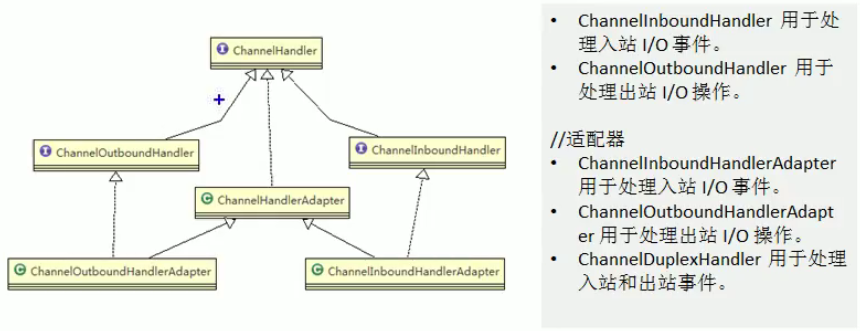 I ChannelHandler
I ChannelOutboundHandler
I ChannelInboundHandler
C ChannelHandlerAdapter
C ChannelOutboundHandlerAdapter
C ChannelInboundHandlerAdapter
• ChannelInboundHandler 用于处
理入站 I/O 事件。
• ChannelOutboundHandler 用于
处理出站 I/O 操作。
//适配器
• ChannelInboundHandlerAdapter
用于处理入站 I/O 事件。
• ChannelOutboundHandlerAdapt
er 用于处理出站 I/O 操作。
• ChannelDuplexHandler 用于处理
入站和出站事件。